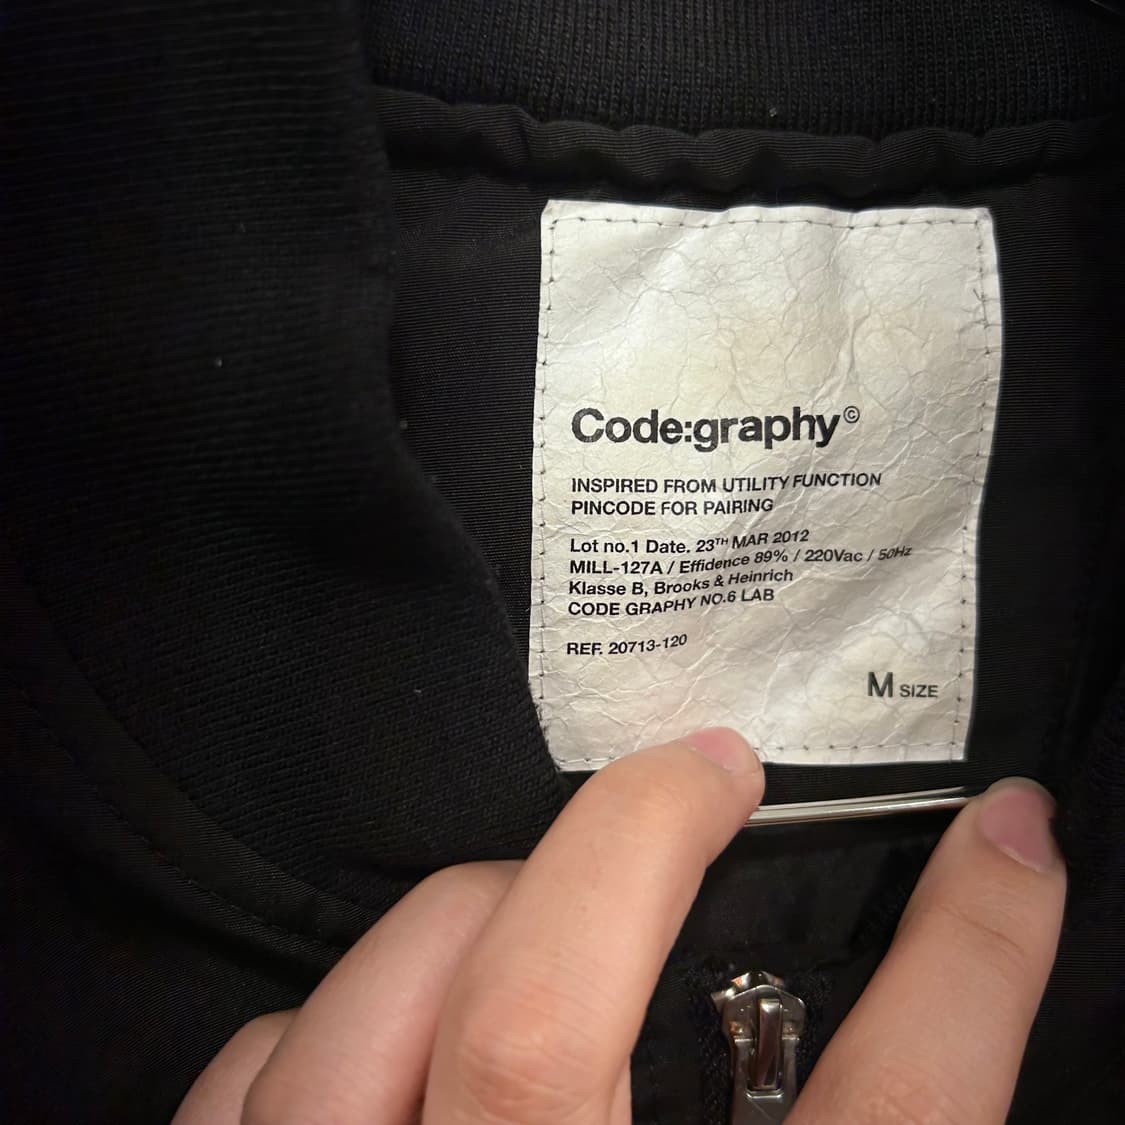 Code:graphy©
INSPIRED FROM UTILITY FUNCTION
PINCODE FOR PAIRING
Lot no.1 Date. 23TH MAR 2012
MILL-127A / Effidence 89% / 220Vac / 50Hz
Klasse B, Brooks & Heinrich
CODE GRAPHY NO.6 LAB
REF. 20713-120
M SIZE